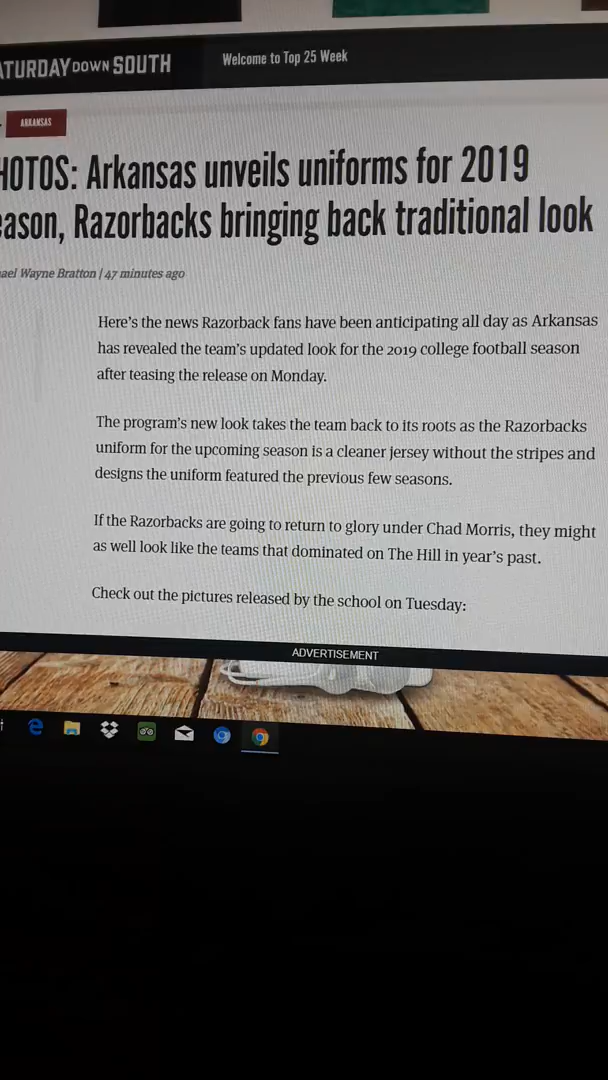 ATURDAY DOWN SOUTH
Welcome to Top 25 Week
ARKANSAS
HOTOS: Arkansas unveils uniforms for 2019
eason, Razorbacks bringing back traditional look
ael Wayne Bratton | 47 minutes ago
Here's the news Razorback fans have been anticipating all day as Arkansas
has revealed the team's updated look for the 2019 college football season
after teasing the release on Monday.
The program's new look takes the team back to its roots as the Razorbacks
uniform for the upcoming season is a cleaner jersey without the stripes and
designs the uniform featured the previous few seasons.
If the Razorbacks are going to return to glory under Chad Morris, they might
as well look like the teams that dominated on The Hill in year's past.
Check out the pictures released by the school on Tuesday:
ADVERTISEMENT